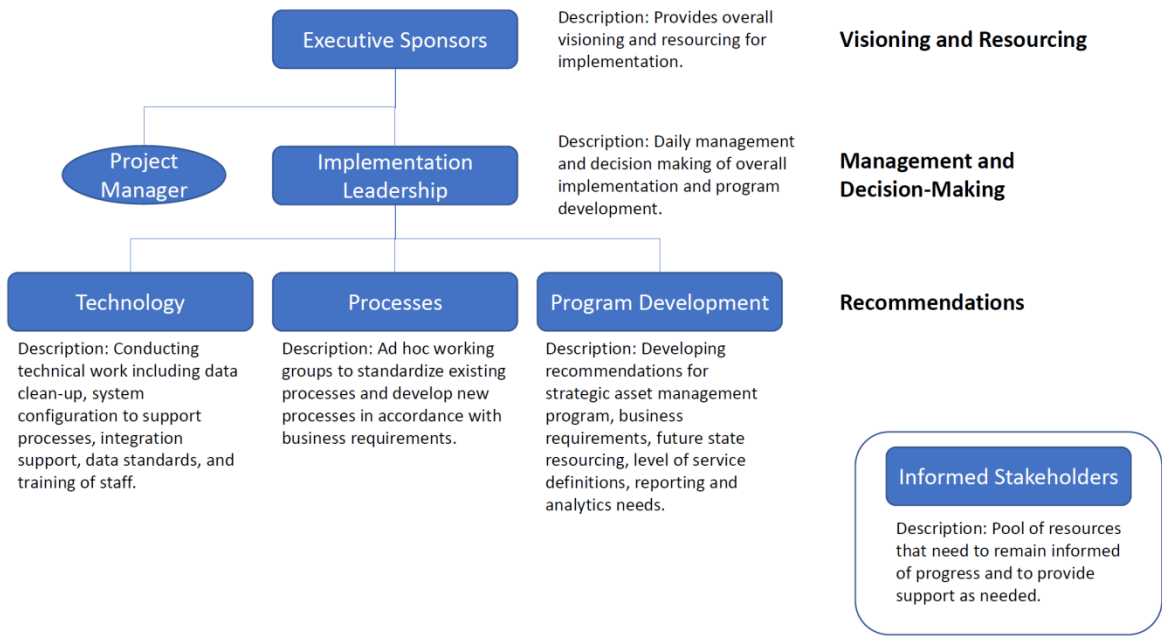 Executive Sponsors
Description: Provides overall
visioning and resourcing for
implementation.
Visioning and Resourcing
Project
Manager
Implementation
Leadership
Description: Daily management
and decision making of overall
implementation and program
development.
Management and
Decision-Making
Technology
Processes
Program Development
Recommendations
Description: Conducting
technical work including data
clean-up, system
configuration to support
processes, integration
support, data standards, and
training of staff.
Description: Ad hoc working
groups to standardize existing
processes and develop new
processes in accordance with
business requirements.
Description: Developing
recommendations for
strategic asset management
program, business
requirements, future state
resourcing, level of service
definitions, reporting and
analytics needs.
Informed Stakeholders
Description: Pool of resources
that need to remain informed
of progress and to provide
support as needed.